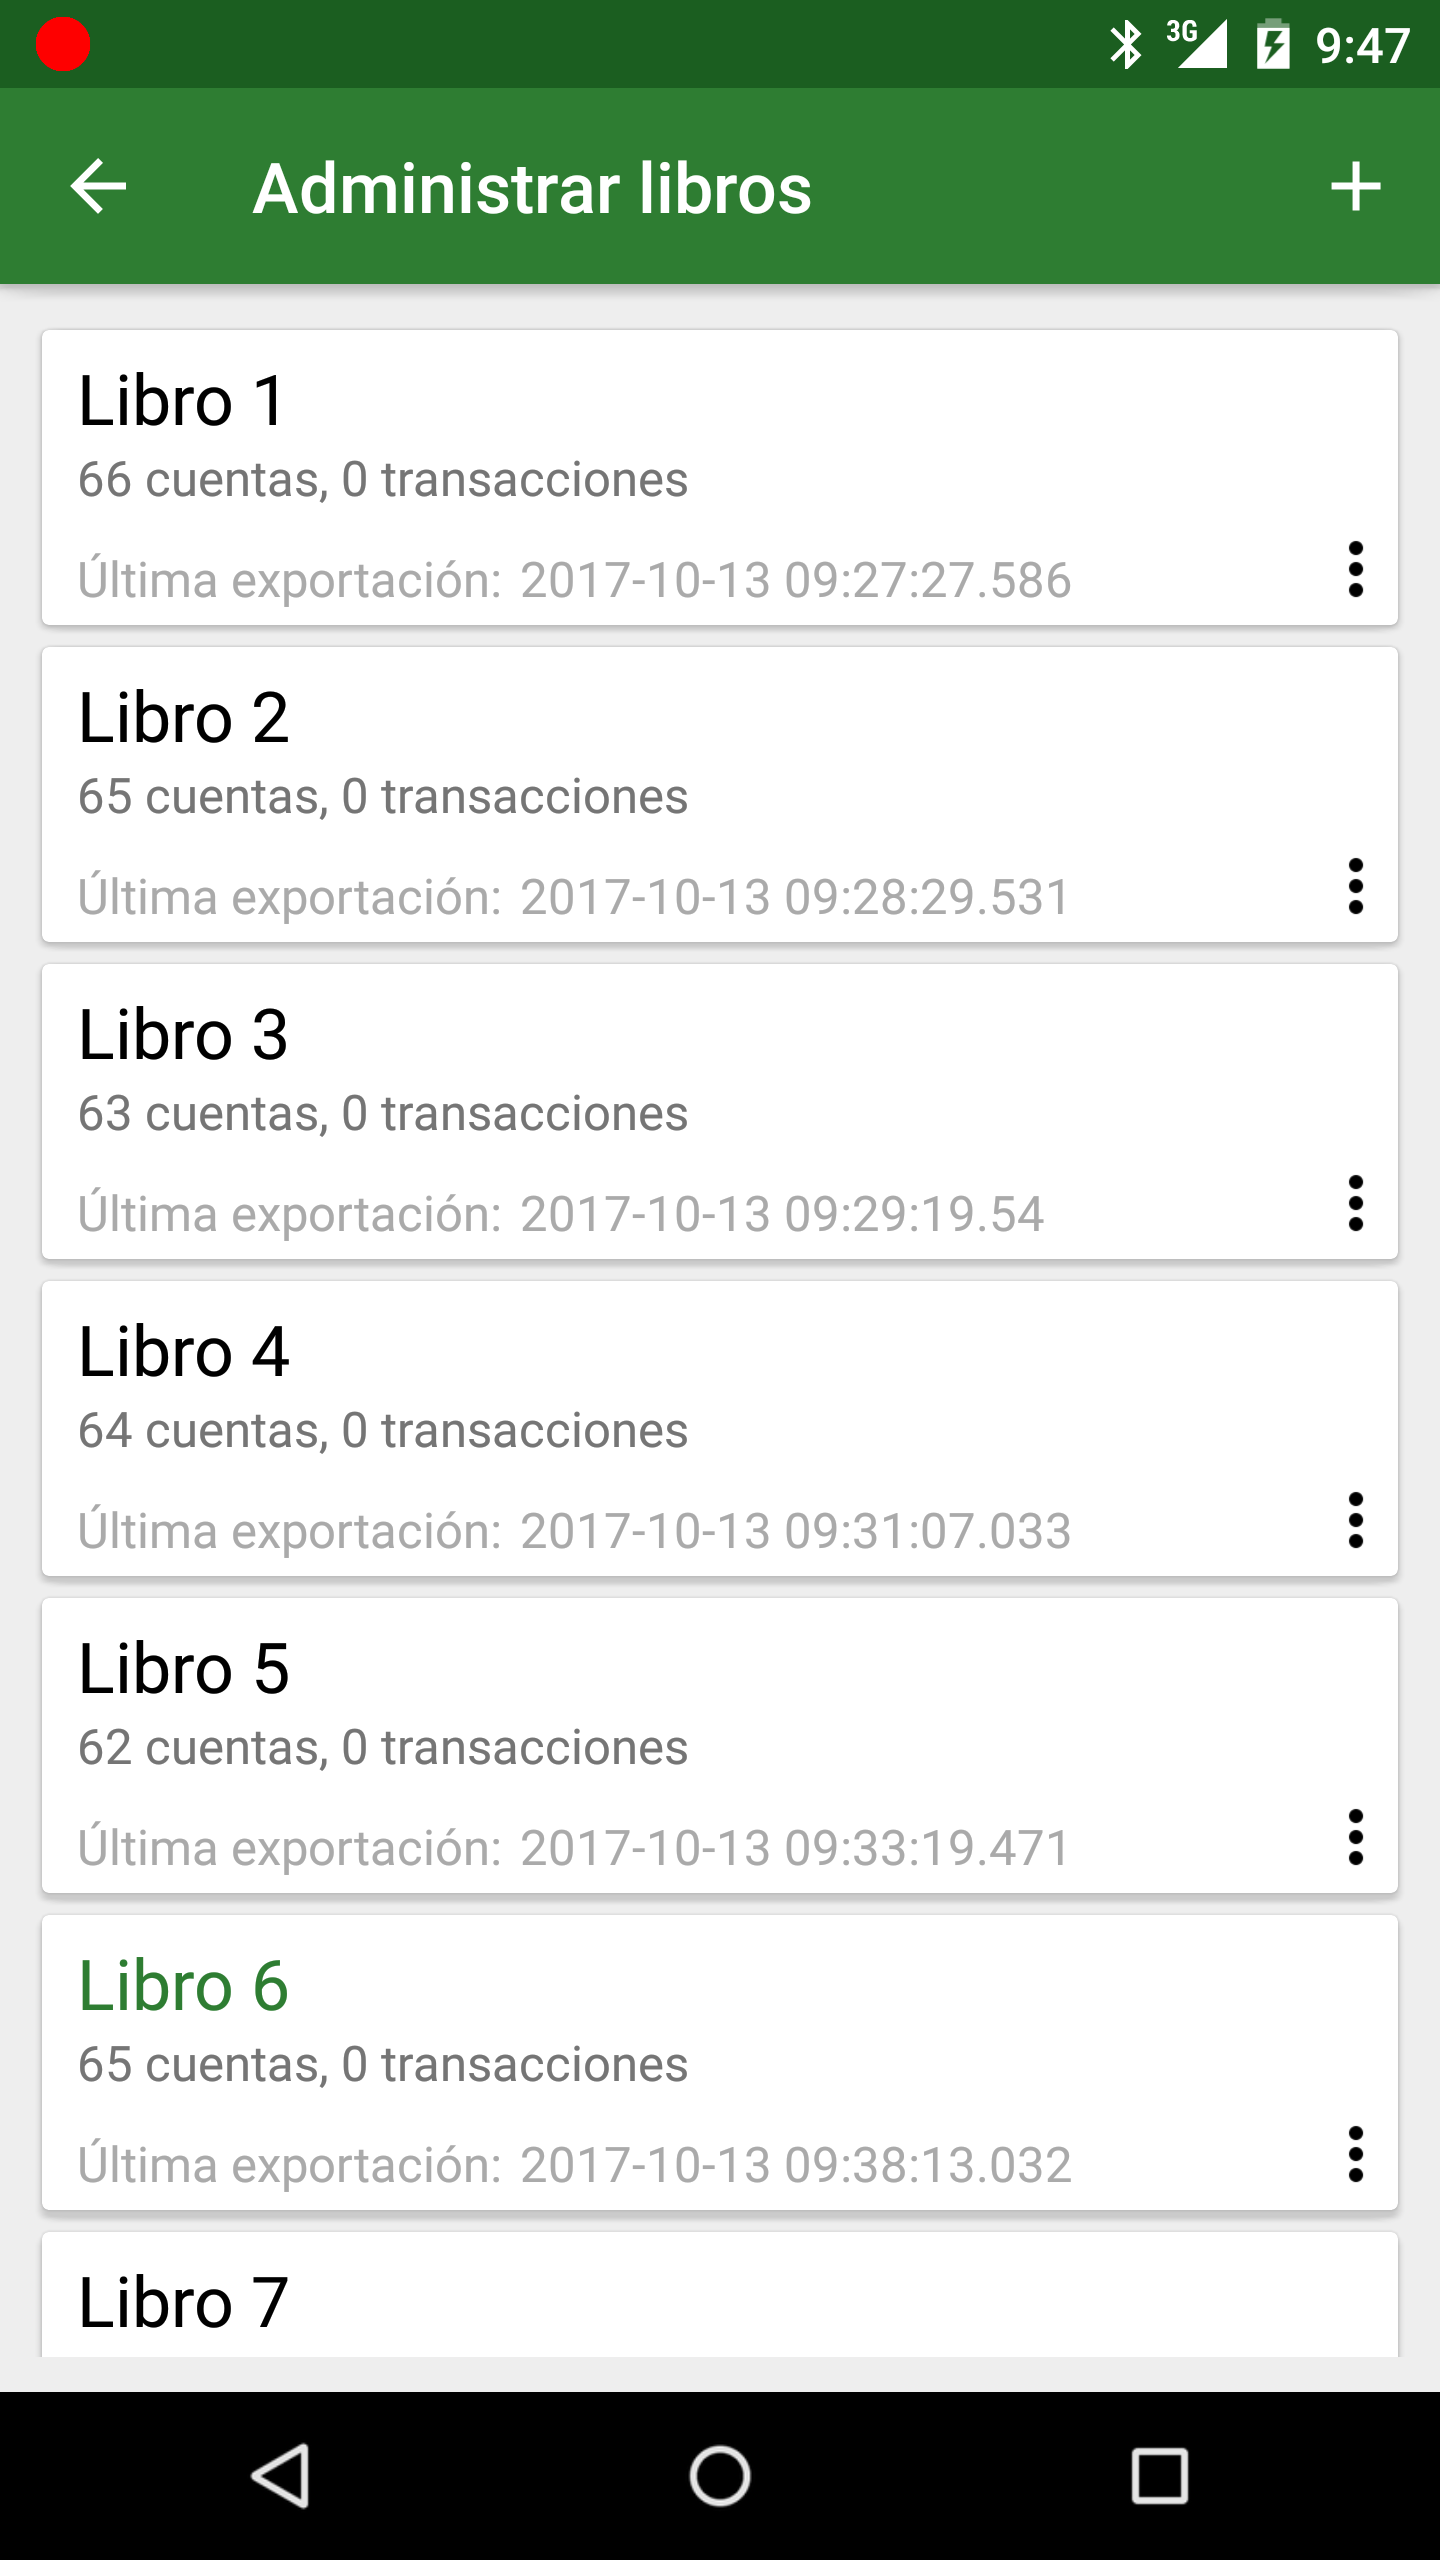 3G 9:47
Administrar libros
Libro 1
66 cuentas, 0 transacciones
Última exportación: 2017-10-13 09:27:27.586
Libro 2
65 cuentas, 0 transacciones
Última exportación: 2017-10-13 09:28:29.531
Libro 3
63 cuentas, 0 transacciones
Última exportación: 2017-10-13 09:29:19.54
Libro 4
64 cuentas, 0 transacciones
Última exportación: 2017-10-13 09:31:07.033
Libro 5
62 cuentas, 0 transacciones
Última exportación: 2017-10-13 09:33:19.471
Libro 6
65 cuentas, 0 transacciones
Última exportación: 2017-10-13 09:38:13.032
Libro 7